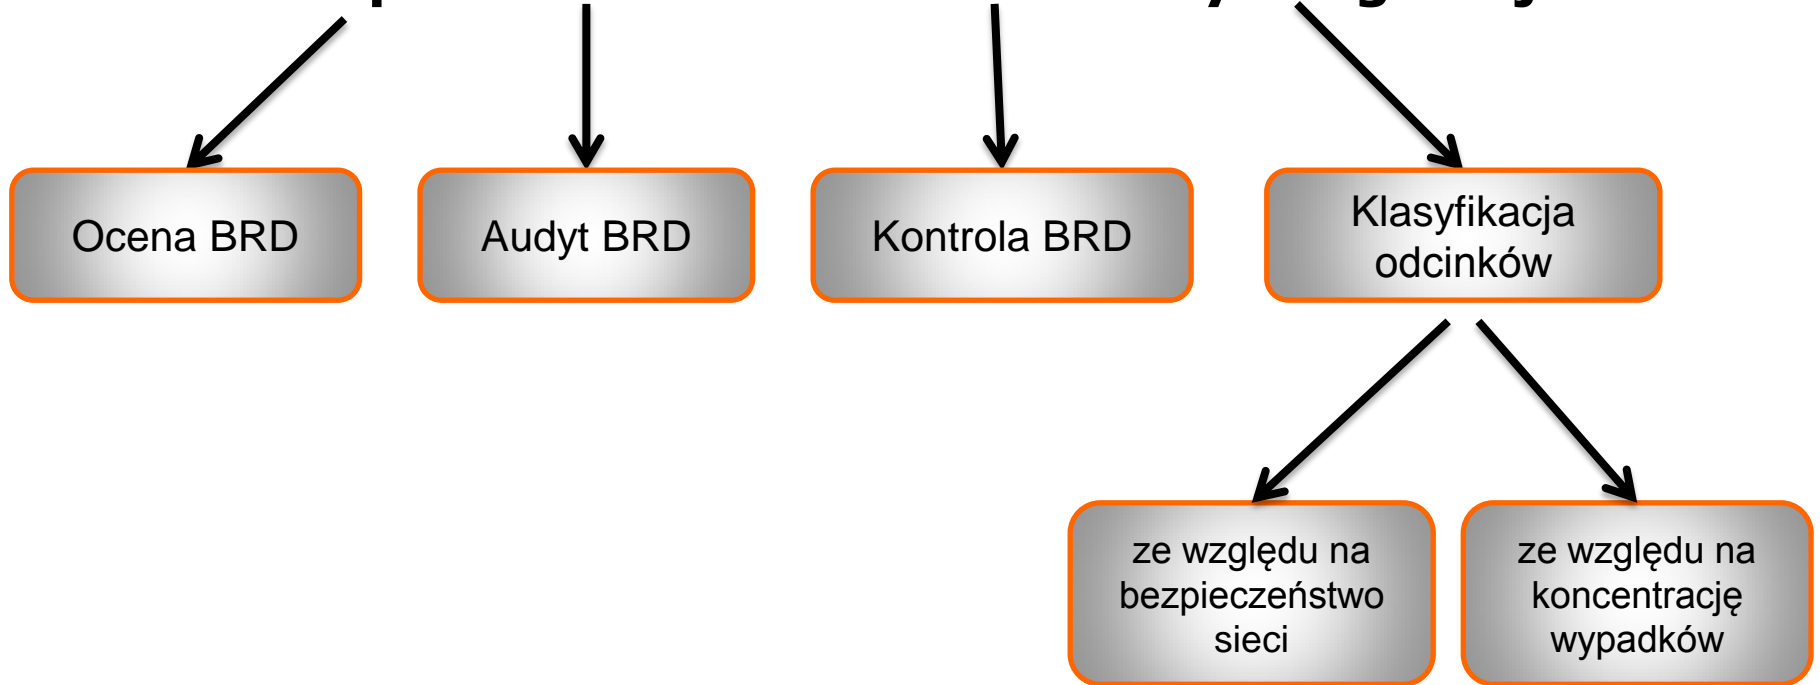 Ocena BRD
Audyt BRD
Kontrola BRD
Klasyfikacja
odcinków
ze względu na
bezpieczeństwo
sieci
ze względu na
koncentrację
wypadków